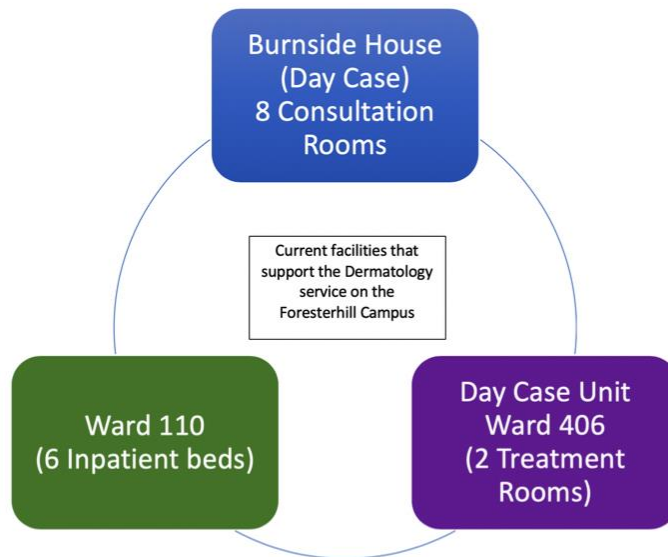 Burnside House
(Day Case)
8 Consultation
Rooms
Current facilities that
support the Dermatology
service on the
Foresterhill Campus
Ward 110
(6 Inpatient beds)
Day Case Unit
Ward 406
(2 Treatment
Rooms)